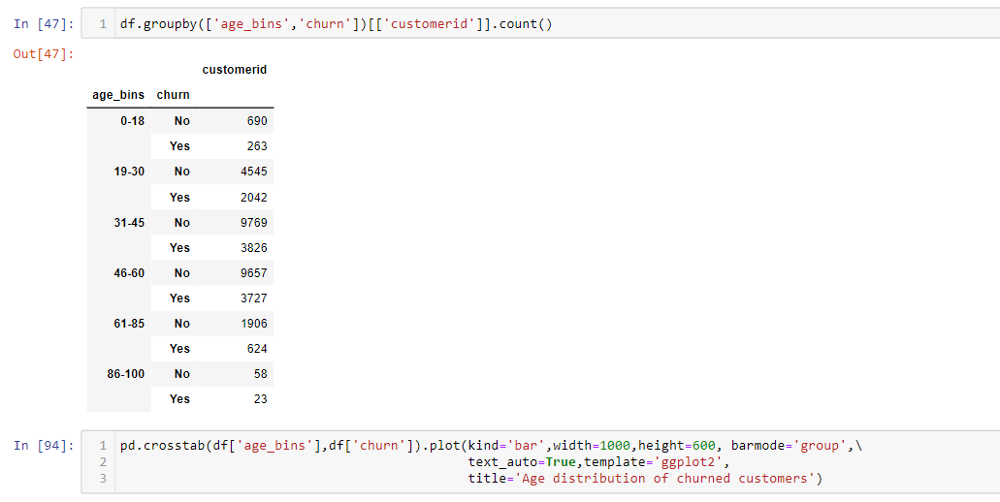 In [47]: 1 df.groupby(['age_bins','churn'])[['customerid']].count()
Out[47]:
customerid
age_bins churn
0-18 No 690
Yes 263
19-30 No 4545
Yes 2042
31-45 No 9769
Yes 3826
46-60 No 9657
Yes 3727
61-85 No 1906
Yes 624
86-100 No 58
Yes 23
In [94]: 1 pd.crosstab(df['age_bins'],df['churn']).plot(kind='bar',width=1000,height=600, barmode='group',\
2 text_auto=True,template='ggplot2',
3 title='Age distribution of churned customers')